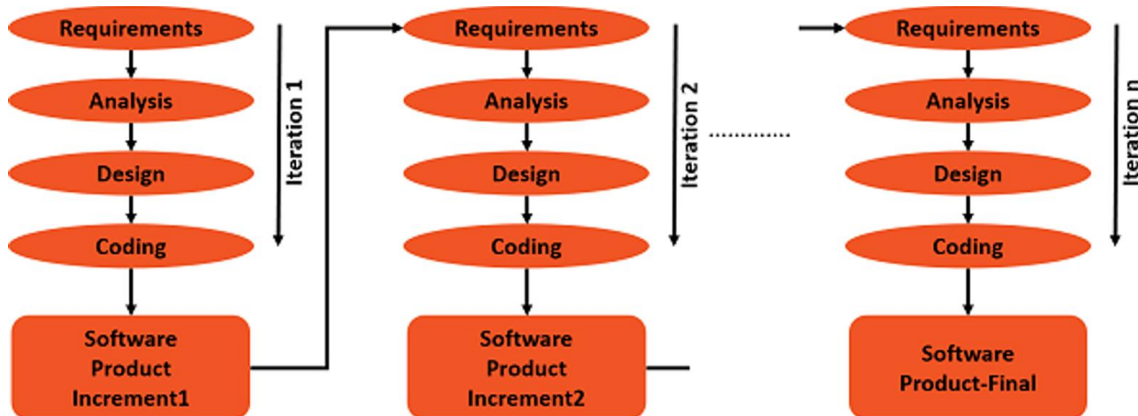 Requirements
Analysis
Design
Coding
Software
Product
Increment1
Iteration 1
Requirements
Analysis
Design
Coding
Software
Product
Increment2
Iteration 2
.............
Requirements
Analysis
Design
Coding
Software
Product-Final
Iteration n